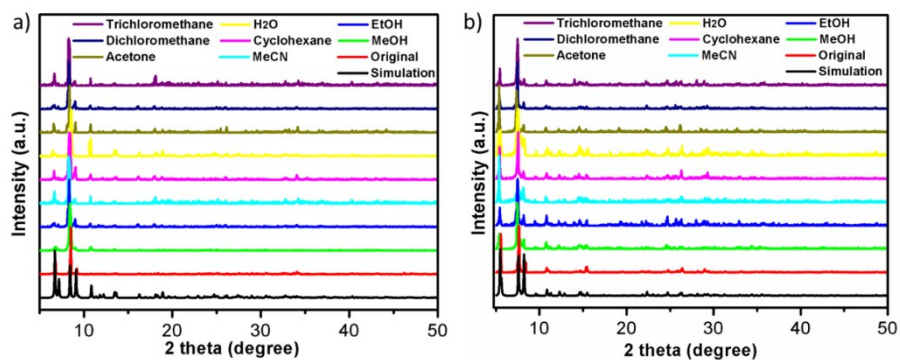 a)
Trichloromethane H₂O EtOH
Dichloromethane Cyclohexane MeOH
Acetone MeCN Original
Simulation
Intensity (a.u.)
10 20 30 40 50
2 theta (degree)
b)
Trichloromethane H₂O EtOH
Dichloromethane Cyclohexane MeOH
Acetone MeCN Original
Simulation
Intensity (a.u.)
10 20 30 40 50
2 theta (degree)